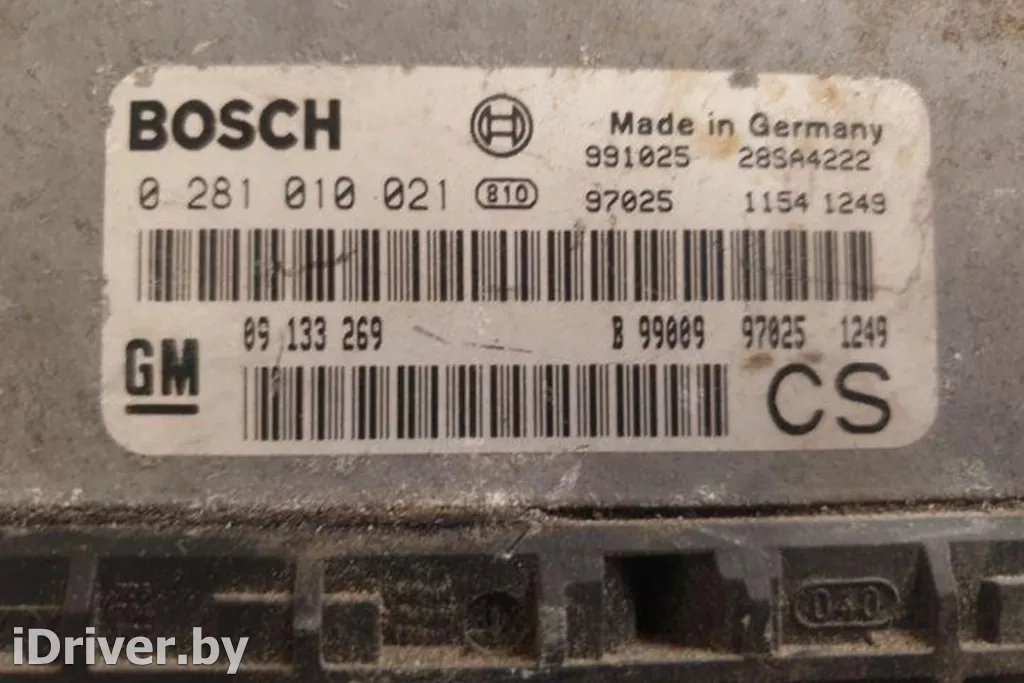 BOSCH
Made in Germany
991025 28SA4222
0 281 010 021 810 97025 1154 1249
09 133 269 B 99009 97025 1249
GM CS
040
iDriver.by